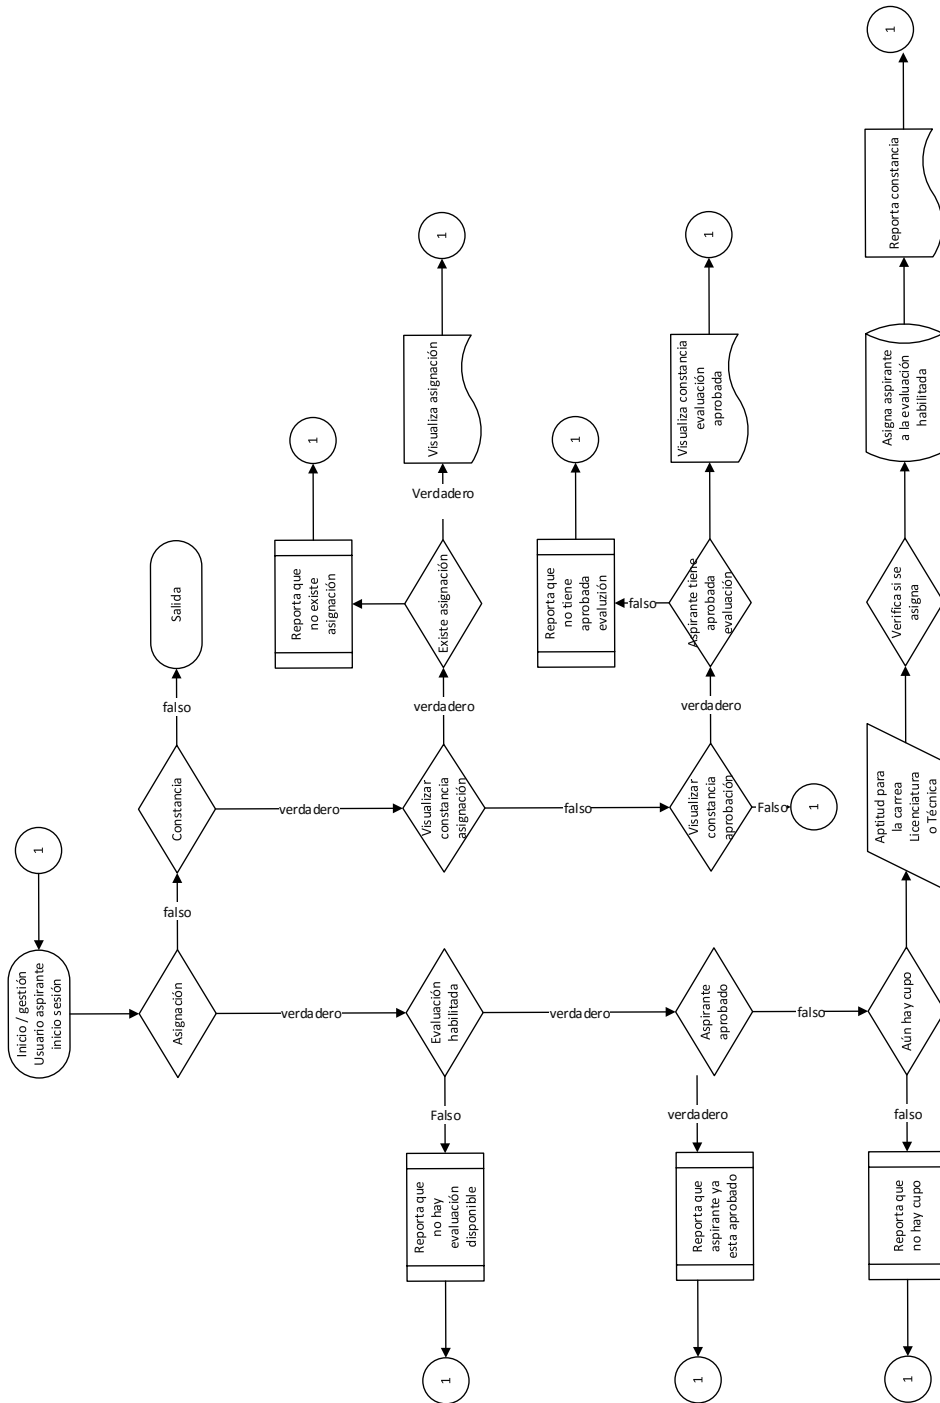 1
Inicio / gestión
Usuario aspirante
inicio sesión
Asignación
falso
Constancia
falso
Salida
verdadero
verdadero
Evaluación
habilitada
Falso
Reporta que
no hay
evaluación
disponible
1
Visualizar
constancia
asignación
verdadero
Existe asignación
Reporta que
no existe
asignación
1
Verdadero
Visualiza asignación
1
verdadero
falso
Aspirante
aprobado
verdadero
Reporta que
aspirante ya
esta aprobado
1
Visualizar
constancia
aprobación
Falso
1
verdadero
Aspirante tiene
aprobada
evaluación
falso
Reporta que
no tiene
aprobada
evaluzión
1
Visualiza constancia
evaluación
aprobada
1
falso
Aún hay cupo
falso
Reporta que
no hay cupo
1
Aptitud para
la carrea
Licenciatura
o Técnica
Verifica si se
asigna
Asigna aspirante
a la evaluación
habilitada
Reporta constancia
1